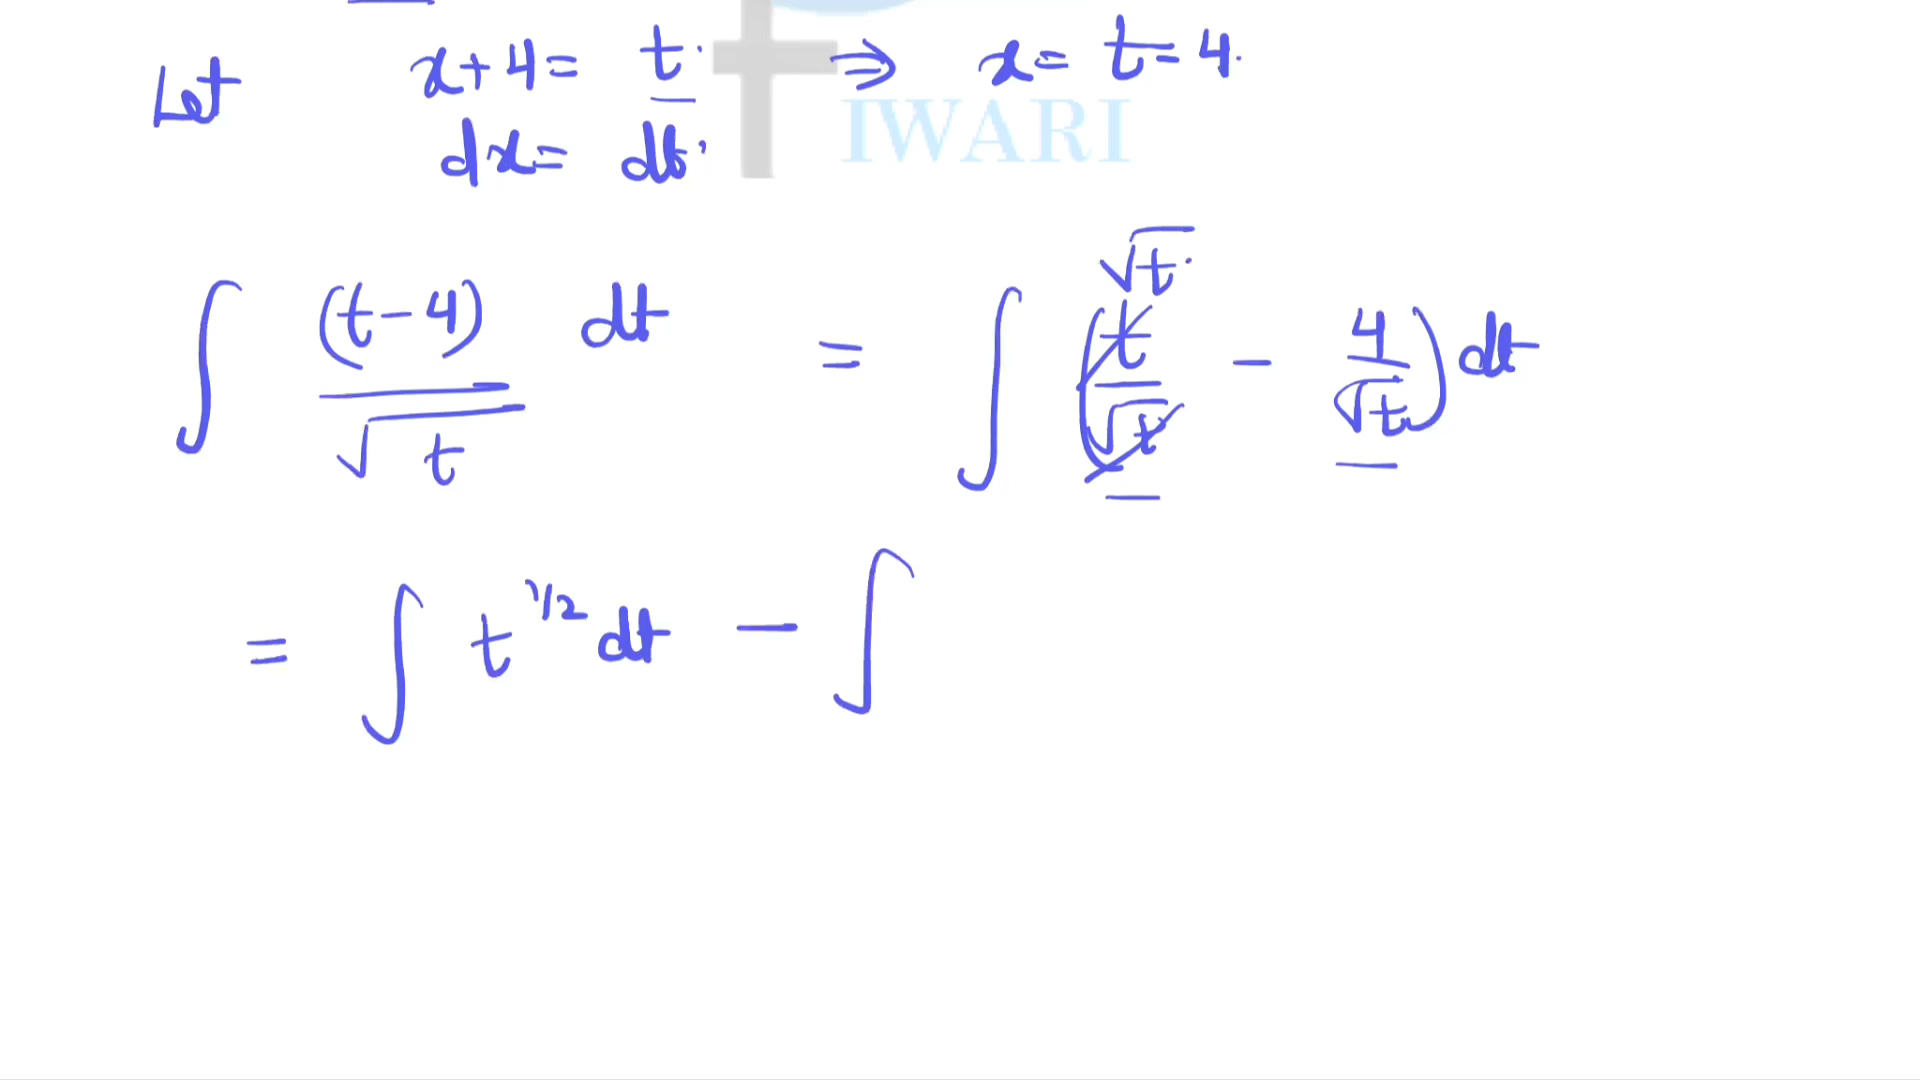 Let x+4= t. ⇒ x= t=4.
IWARI
dx= dt.
∫ (t-4)/√t dt = ∫ (t/√t √t. - 4/√t) dt
= ∫ t^1/2 dt - ∫